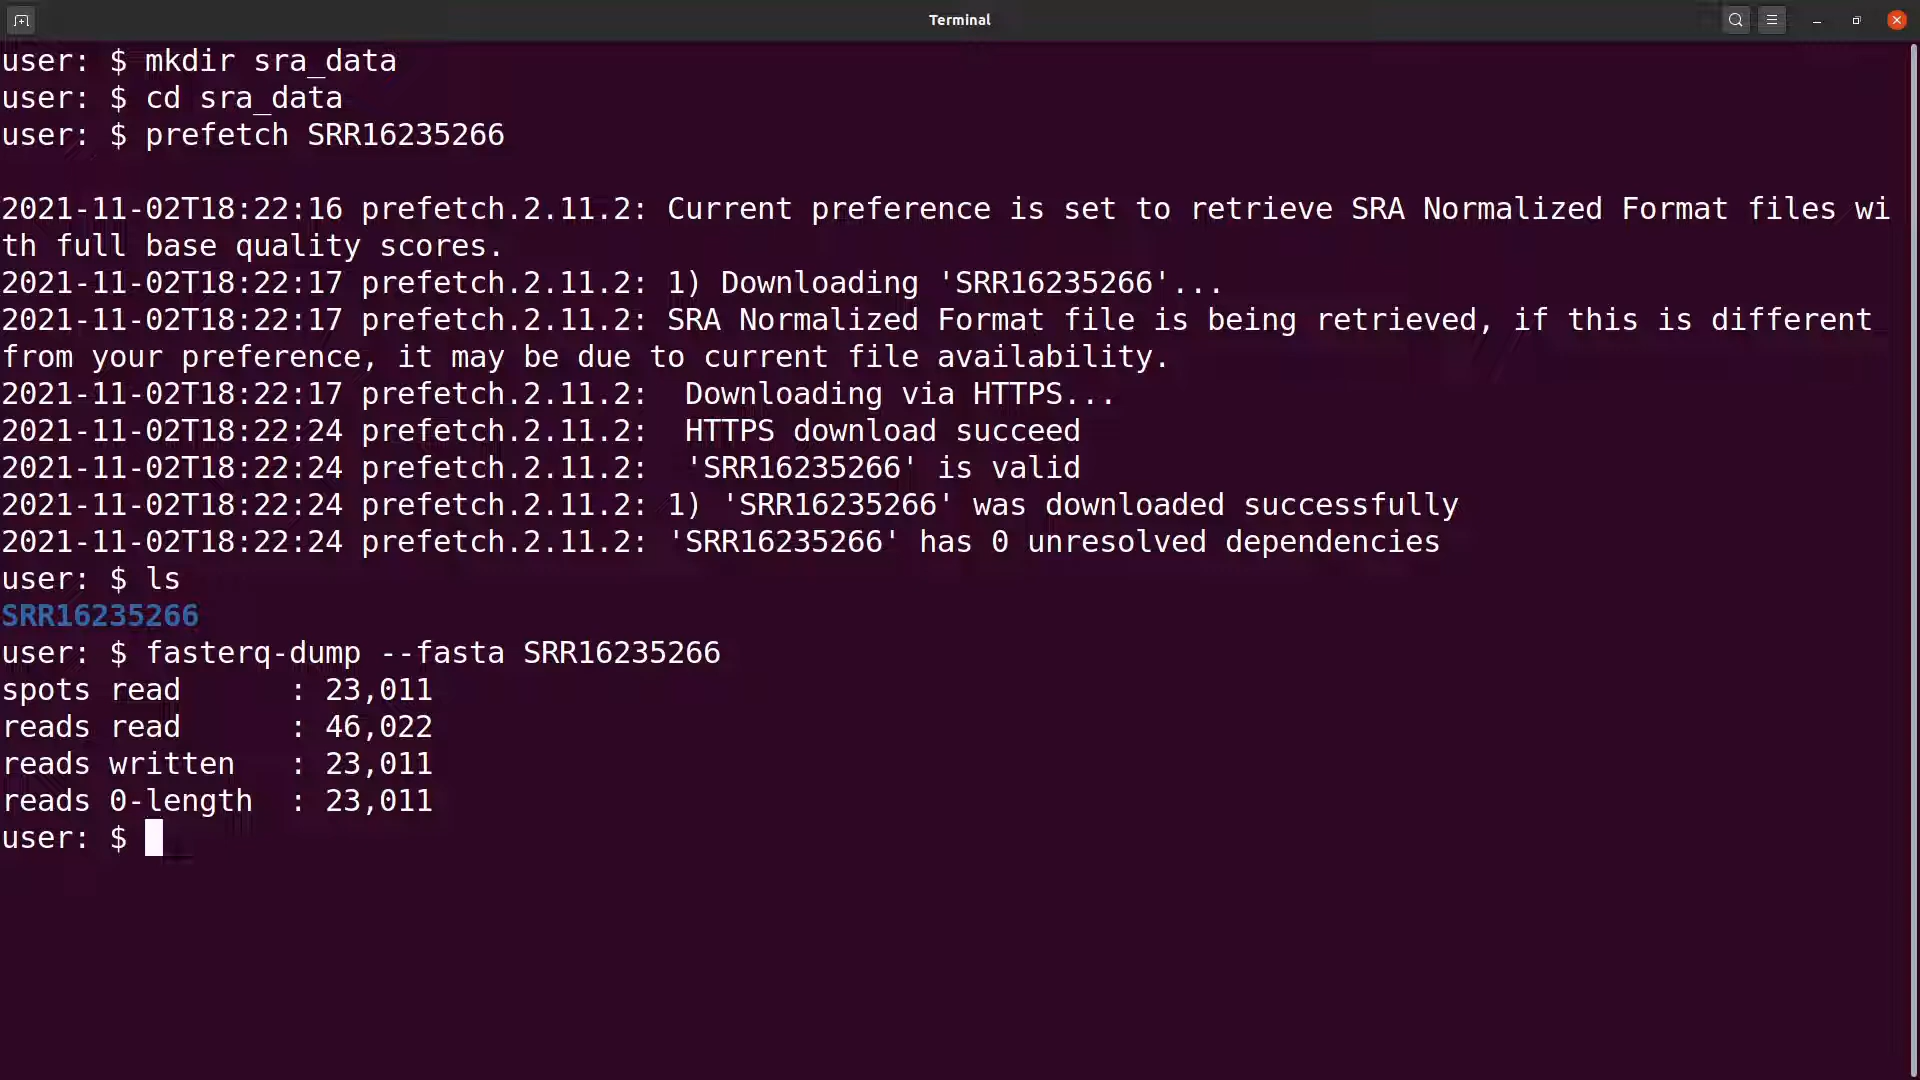 Terminal
user: $ mkdir sra_data
user: $ cd sra_data
user: $ prefetch SRR16235266
2021-11-02T18:22:16 prefetch.2.11.2: Current preference is set to retrieve SRA Normalized Format files wi
th full base quality scores.
2021-11-02T18:22:17 prefetch.2.11.2: 1) Downloading 'SRR16235266'...
2021-11-02T18:22:17 prefetch.2.11.2: SRA Normalized Format file is being retrieved, if this is different
from your preference, it may be due to current file availability.
2021-11-02T18:22:17 prefetch.2.11.2:  Downloading via HTTPS...
2021-11-02T18:22:24 prefetch.2.11.2:  HTTPS download succeed
2021-11-02T18:22:24 prefetch.2.11.2:  'SRR16235266' is valid
2021-11-02T18:22:24 prefetch.2.11.2: 1) 'SRR16235266' was downloaded successfully
2021-11-02T18:22:24 prefetch.2.11.2: 'SRR16235266' has 0 unresolved dependencies
user: $ ls
SRR16235266
user: $ fasterq-dump --fasta SRR16235266
spots read      : 23,011
reads read      : 46,022
reads written   : 23,011
reads 0-length  : 23,011
user: $